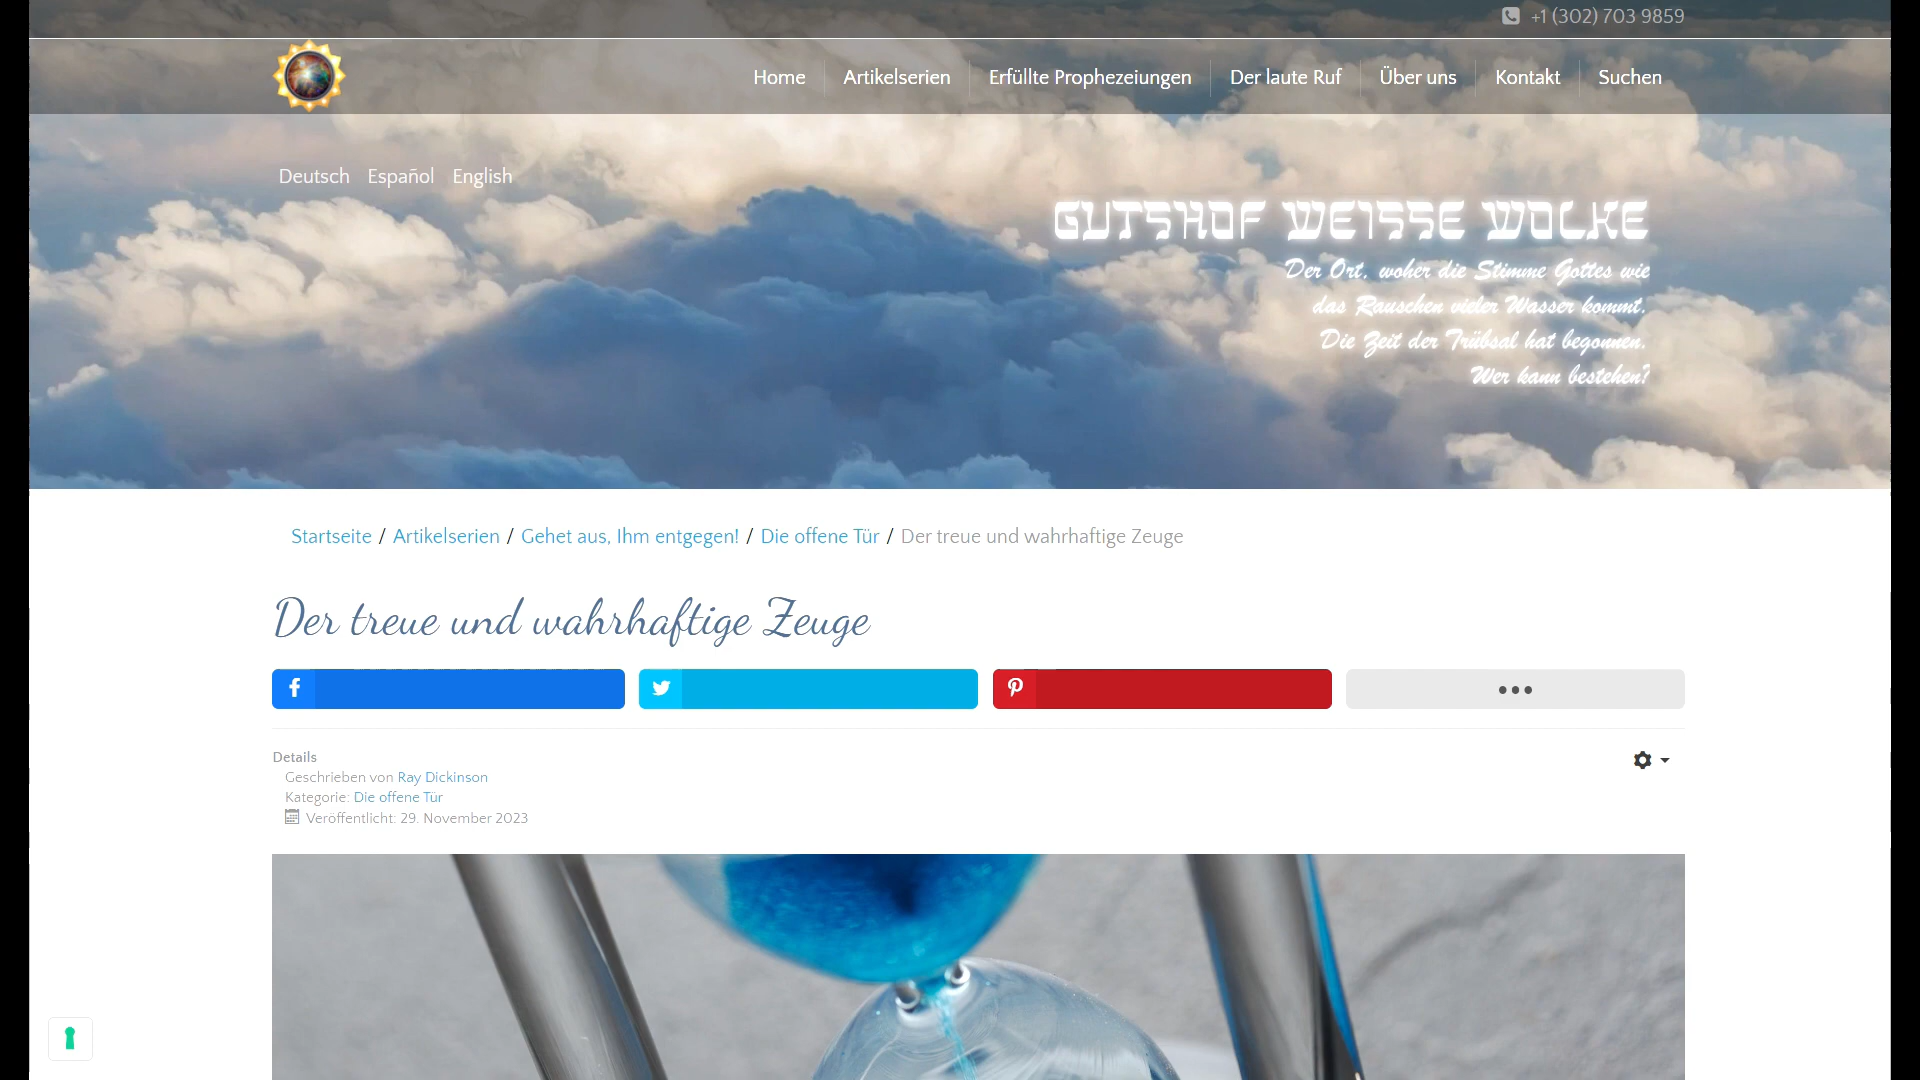 +1 (302) 703 9859
Home Artikelserien Erfüllte Prophezeiungen Der laute Ruf Über uns Kontakt Suchen
Deutsch Español English
GUTSHOF WEISSE WOLKE
Der Ort, woher die Stimme Gottes wie
das Rauschen vieler Wasser kommt.
Die Zeit der Trübsal hat begonnen.
Wer kann bestehen?
Startseite / Artikelserien / Gehet aus, Ihm entgegen! / Die offene Tür / Der treue und wahrhaftige Zeuge
Der treue und wahrhaftige Zeuge
Details
Geschrieben von Ray Dickinson
Kategorie: Die offene Tür
Veröffentlicht: 29. November 2023